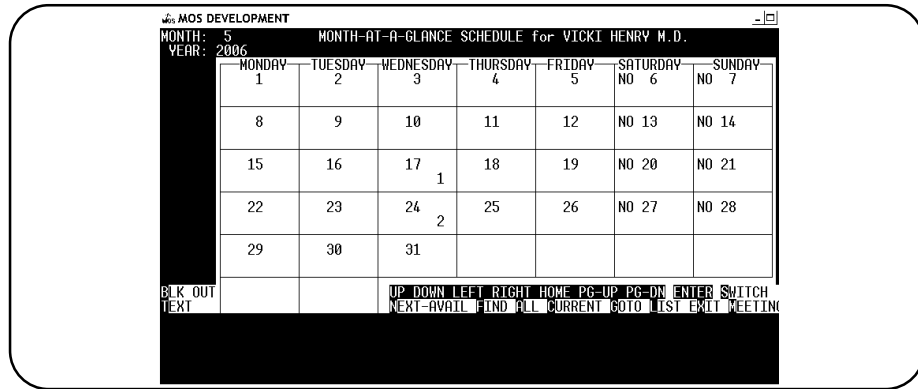 MOS DEVELOPMENT
MONTH: 5 MONTH-AT-A-GLANCE SCHEDULE for VICKI HENRY M.D.
YEAR: 2006
MONDAY TUESDAY WEDNESDAY THURSDAY FRIDAY SATURDAY SUNDAY
1 2 3 4 5 NO 6 NO 7
8 9 10 11 12 NO 13 NO 14
15 16 17 18 19 NO 20 NO 21
1
22 23 24 25 26 NO 27 NO 28
2
29 30 31
BLK OUT UP DOWN LEFT RIGHT HOME PG-UP PG-DN ENTER SWITCH
TEXT NEXT-AVAIL FIND ALL CURRENT GOTO LIST EXIT MEETING